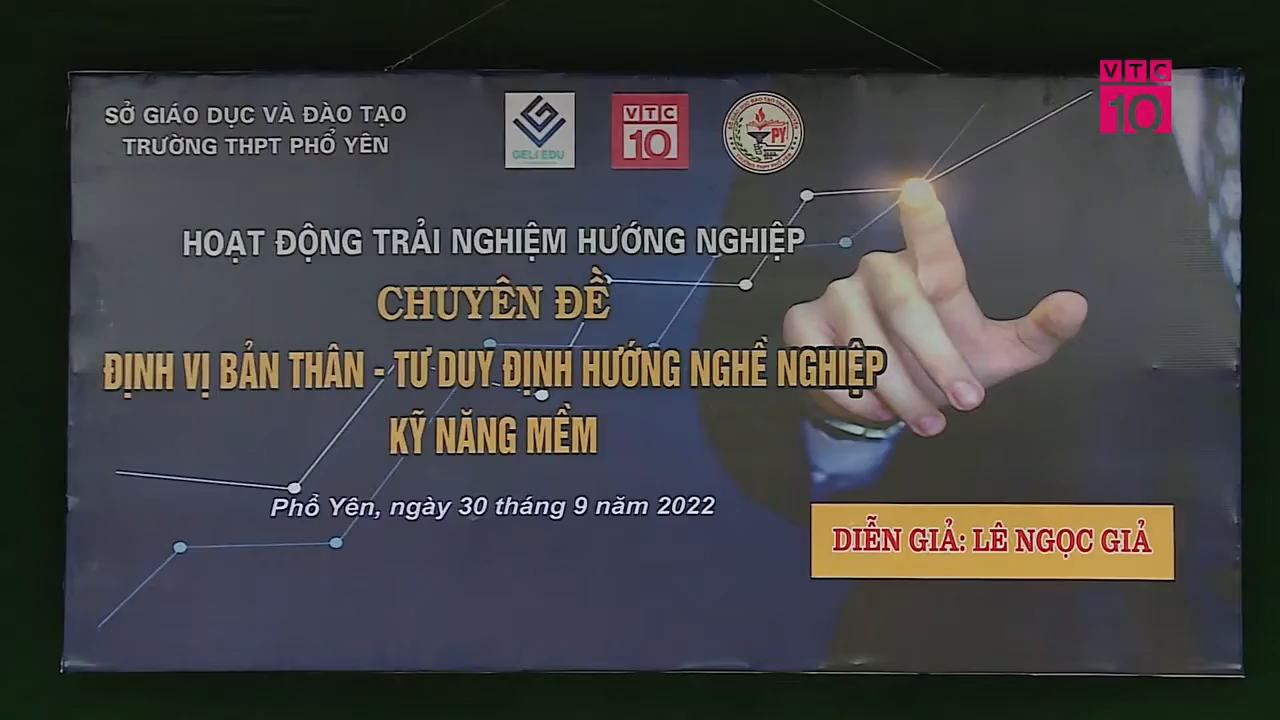 SỞ GIÁO DỤC VÀ ĐÀO TẠO
TRƯỜNG THPT PHỔ YÊN
GELI EDU
VTC
10
PY
VTC
10
HOẠT ĐỘNG TRẢI NGHIỆM HƯỚNG NGHIỆP
CHUYÊN ĐỀ
ĐỊNH VỊ BẢN THÂN - TƯ DUY ĐỊNH HƯỚNG NGHỀ NGHIỆP
KỸ NĂNG MỀM
Phổ Yên, ngày 30 tháng 9 năm 2022
DIỄN GIẢ: LÊ NGỌC GIẢ